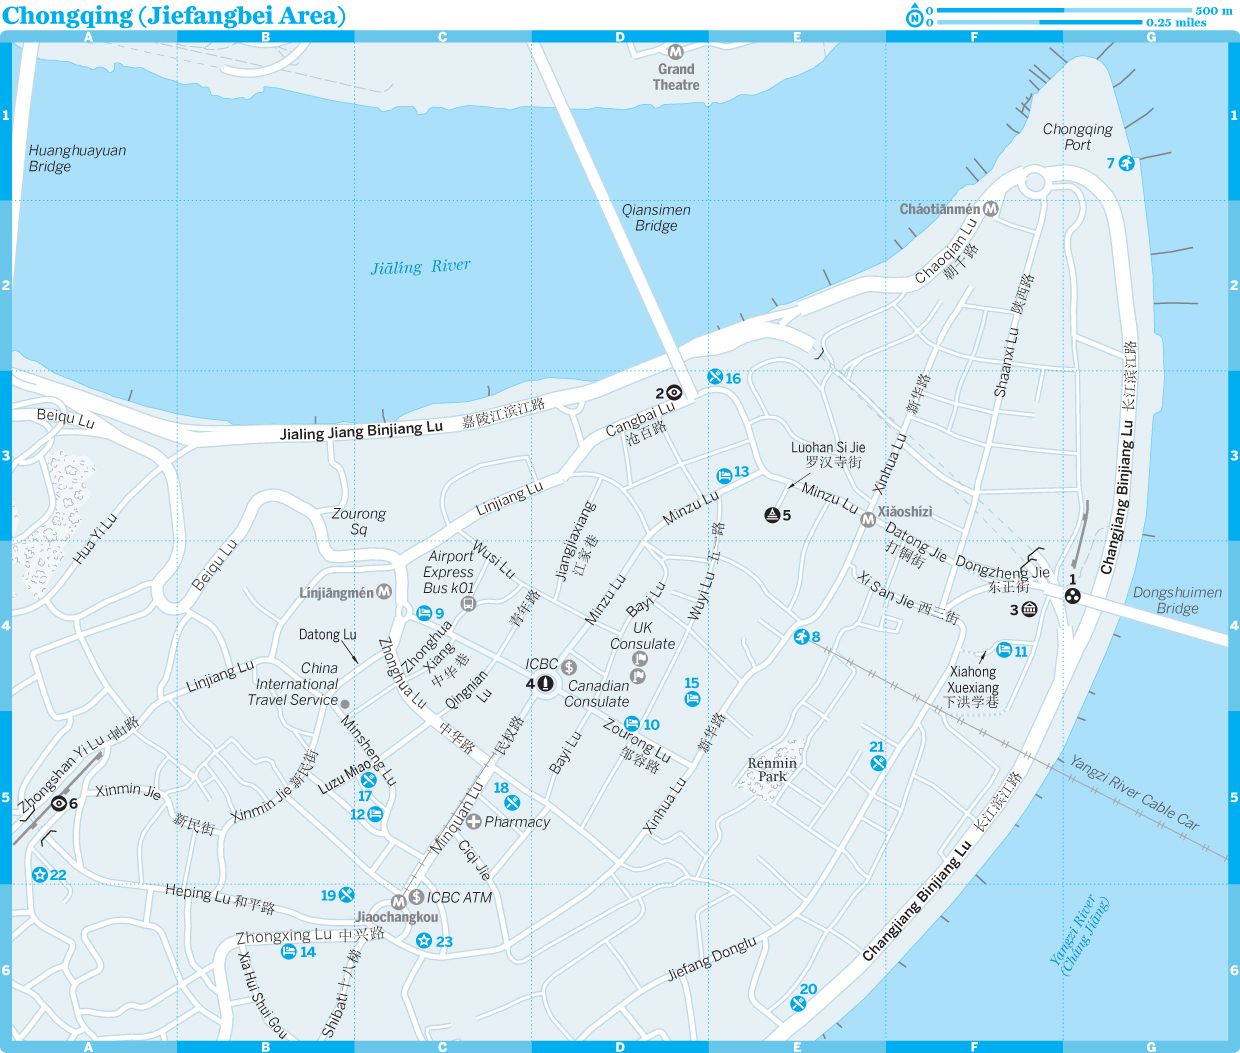 Chongqing (Jiefangbei Area)
0 500 m
0 0.25 miles
A B C D E F G
1
2
3
4
5
6
1
2
3
4
5
6
Grand
Theatre
Huanghuayuan
Bridge
Chongqing
Port
7
Qiansimen
Bridge
Cháotiānmén
Jiālíng River
Chaoqian Lu
朝千路
Shaanxi Lu 陕西路
Changjiang Binjiang Lu 长江滨江路
2
16
Beiqu Lu
Jialing Jiang Binjiang Lu 嘉陵江滨江路
Cangbai Lu
沧百路
新华路
Xinhua Lu
Luohan Si Jie
罗汉寺街
13
Minzu Lu
Minzu Lu
5
Xiǎoshízì
Linjiang Lu
Zourong
Sq
Hua Yi Lu
Beiqu Lu
Jiangjiaxiang
江家巷
Wuyi Lu 五一路
Datong Jie
打铜街
Dongzheng Jie
东正街
1
3
Dongshuimen
Bridge
Airport
Express
Bus k01
Wusi Lu
Línjiāngmén
9
青年路
Minzu Lu
Bayi Lu
Xi San Jie 西三街
Datong Lu
Zhonghua
Xiang
中华巷
UK
Consulate
8
11
Xiahong
Xuexiang
下洪学巷
China
International
Travel Service
Linjiang Lu
Zhonghua Lu
中华路
Qingnian
Lu
ICBC
4
Canadian
Consulate
15
10
Zourong Lu
邹容路
新华路
Xinhua Lu
Minsheng Lu
民权路
Minquan Lu
Bayi Lu
Zhongshan Yi Lu 中山路
Luzu Miao
17
12
18
Pharmacy
Ciqi Jie
Renmin
Park
21
Yangzi River Cable Car
6
Xinmin Jie
新民街
Xinmin Jie 新民街
22
Heping Lu 和平路
19
ICBC ATM
Jiaochangkou
23
Zhongxing Lu 中兴路
14
Xia Hui Shui Gou
Shibati 十八梯
Jiefang Donglu
20
Changjiang Binjiang Lu 长江滨江路
Yangzi River
(Cháng Jiāng)
A B C D E F G